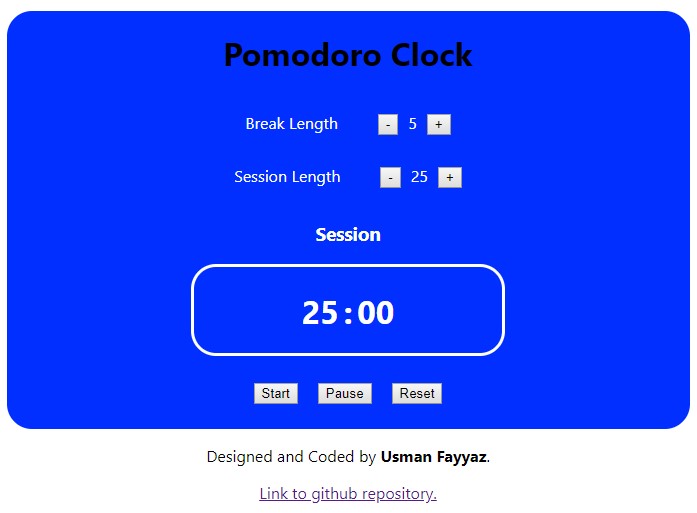 Pomodoro Clock
Break Length - 5 +
Session Length - 25 +
Session
25:00
Start Pause Reset
Designed and Coded by Usman Fayyaz.
Link to github repository.